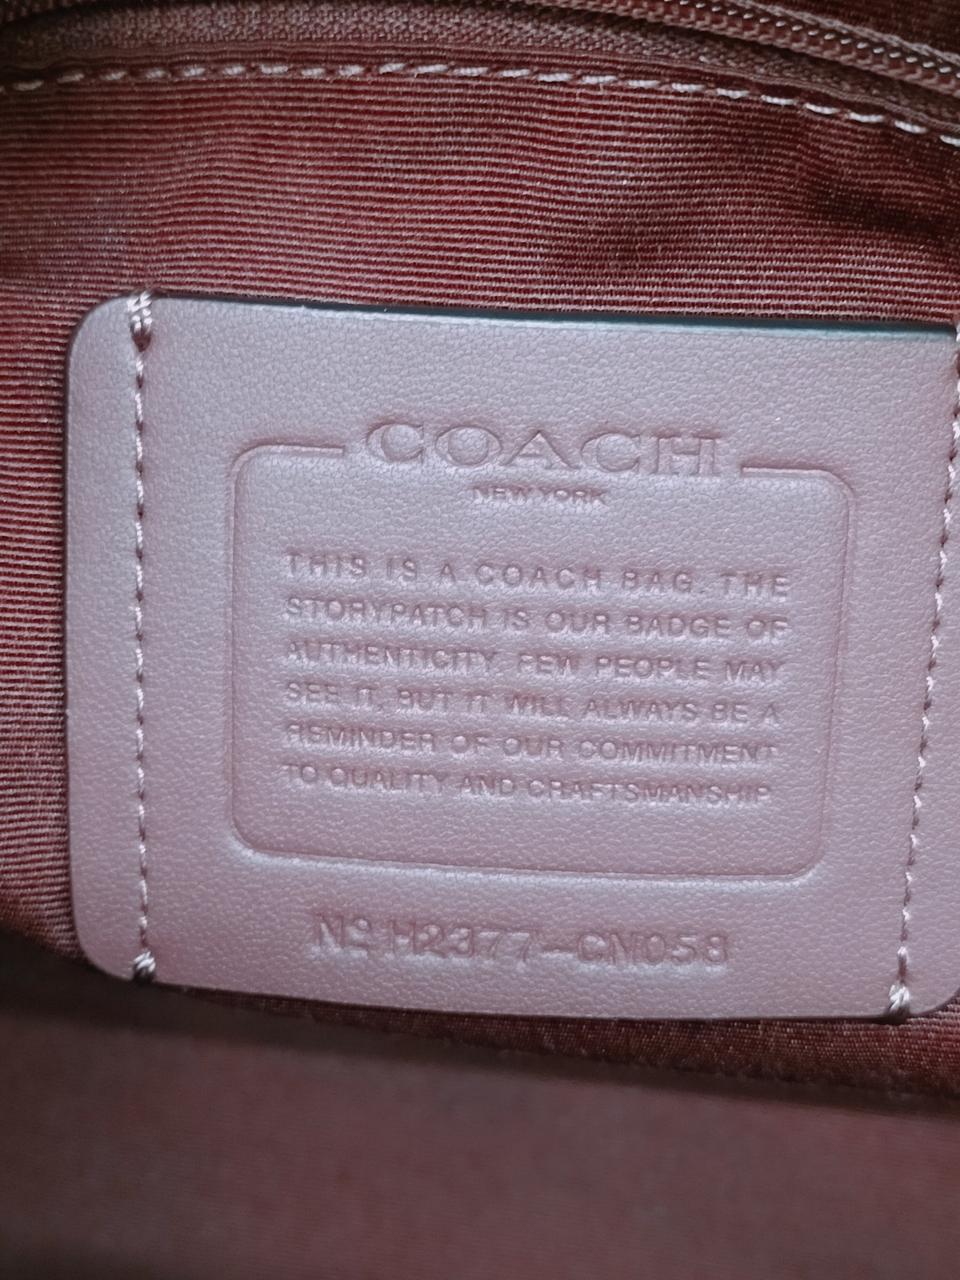 COACH
NEW YORK
THIS IS A COACH BAG. THE
STORYPATCH IS OUR BADGE OF
AUTHENTICITY. FEW PEOPLE MAY
SEE IT, BUT IT WILL ALWAYS BE A
REMINDER OF OUR COMMITMENT
TO QUALITY AND CRAFTSMANSHIP.
Nº H2377-CN058